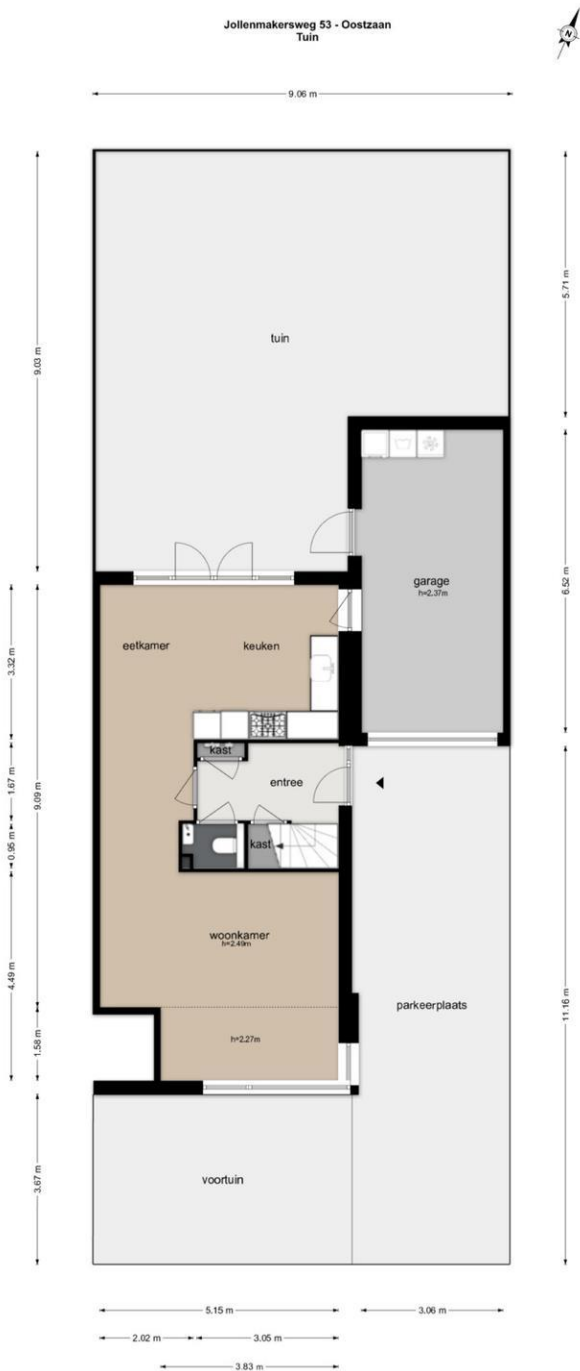 Jollenmakersweg 53 - Oostzaan
Tuin
N
9.06 m
9.03 m
5.71 m
tuin
garage
h=2.37m
6.52 m
eetkamer
keuken
3.32 m
9.09 m
kast
entree
1.67 m
kast
0.95 m
woonkamer
h=2.49m
4.49 m
parkeerplaats
11.16 m
h=2.27m
1.58 m
voortuin
3.67 m
5.15 m
3.06 m
2.02 m
3.05 m
3.83 m